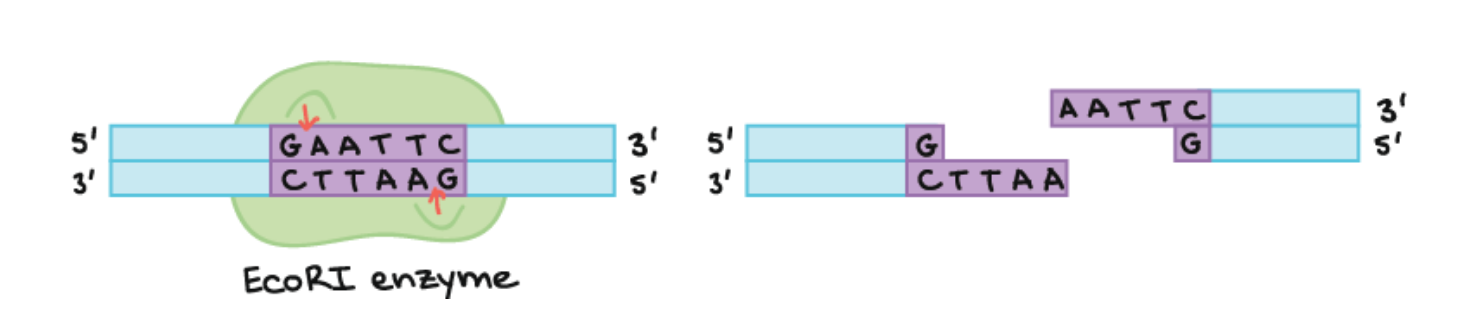 5' GAATTC 3'
3' CTTAAG 5'
EcoRI enzyme
AATTC 3'
5' G G 5'
3' CTTAA